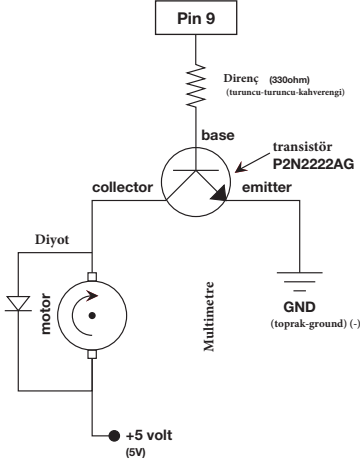 Pin 9
Direnç (330ohm)
(turuncu-turuncu-kahverengi)
base
transistör
P2N2222AG
collector
emitter
Diyot
motor
Multimetre
GND
(toprak-ground) (-)
+5 volt
(5V)